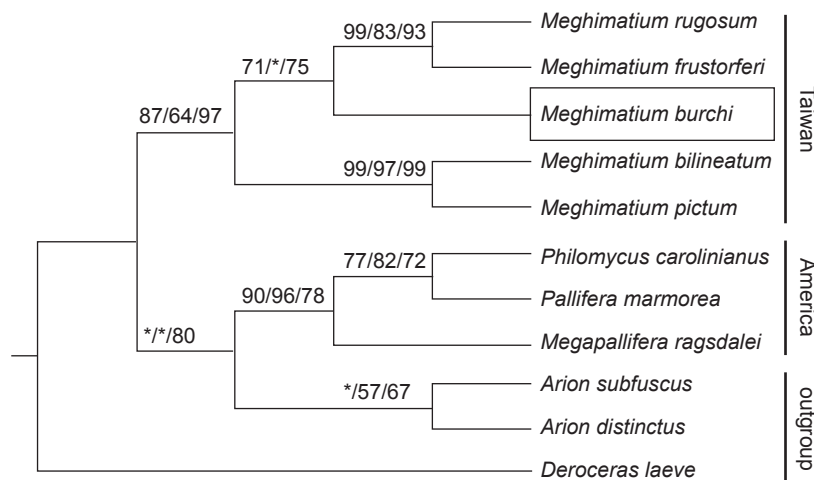 99/83/93
Meghimatium rugosum
71/*/75
Meghimatium frustorferi
87/64/97
Meghimatium burchi
99/97/99
Meghimatium bilineatum
Meghimatium pictum
Taiwan
77/82/72
Philomycus carolinianus
90/96/78
Pallifera marmorea
*/*/80
Megapallifera ragsdalei
America
*/57/67
Arion subfuscus
Arion distinctus
Deroceras laeve
outgroup